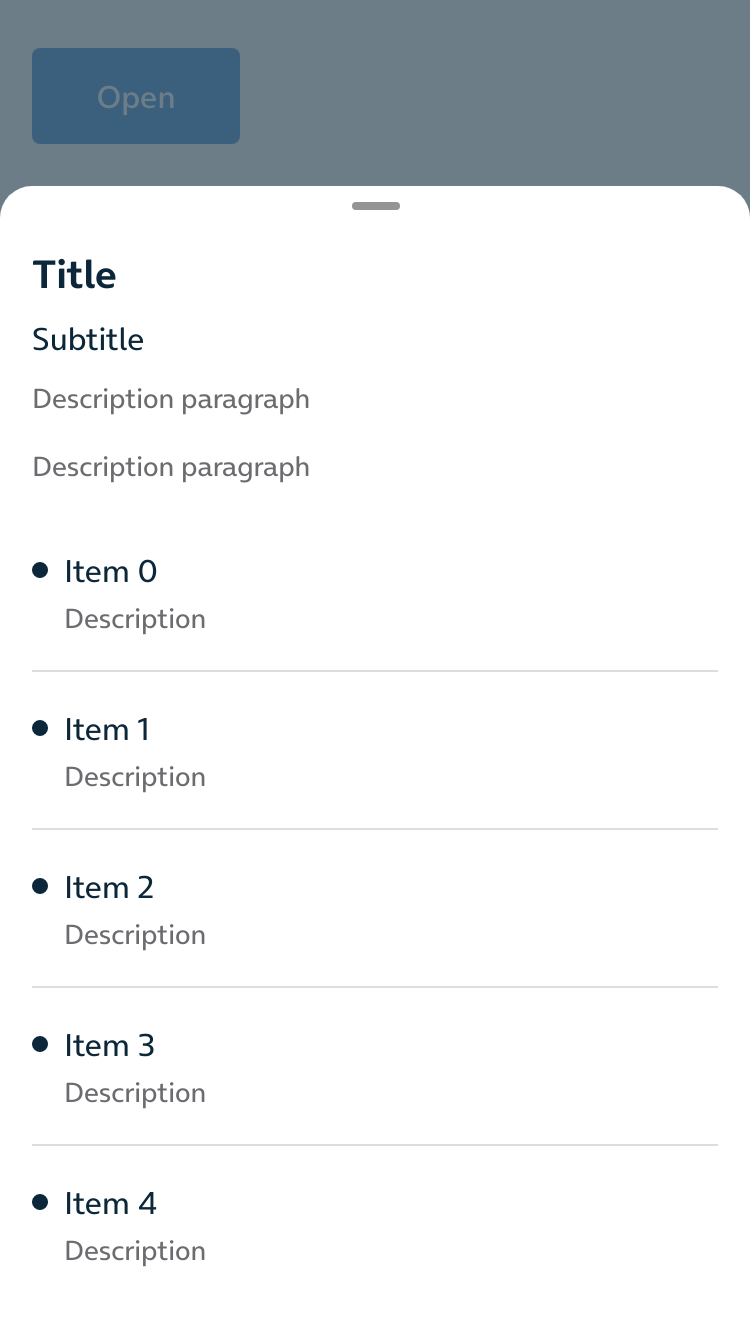 Open
Title
Subtitle
Description paragraph
Description paragraph
Item 0
Description
Item 1
Description
Item 2
Description
Item 3
Description
Item 4
Description